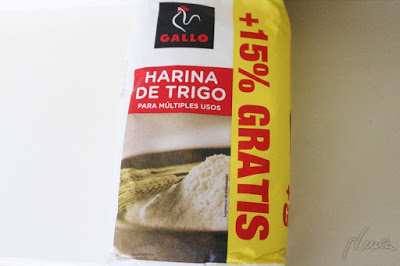 GALLO
HARINA
DE TRIGO
PARA MÚLTIPLES USOS
+15% GRATIS